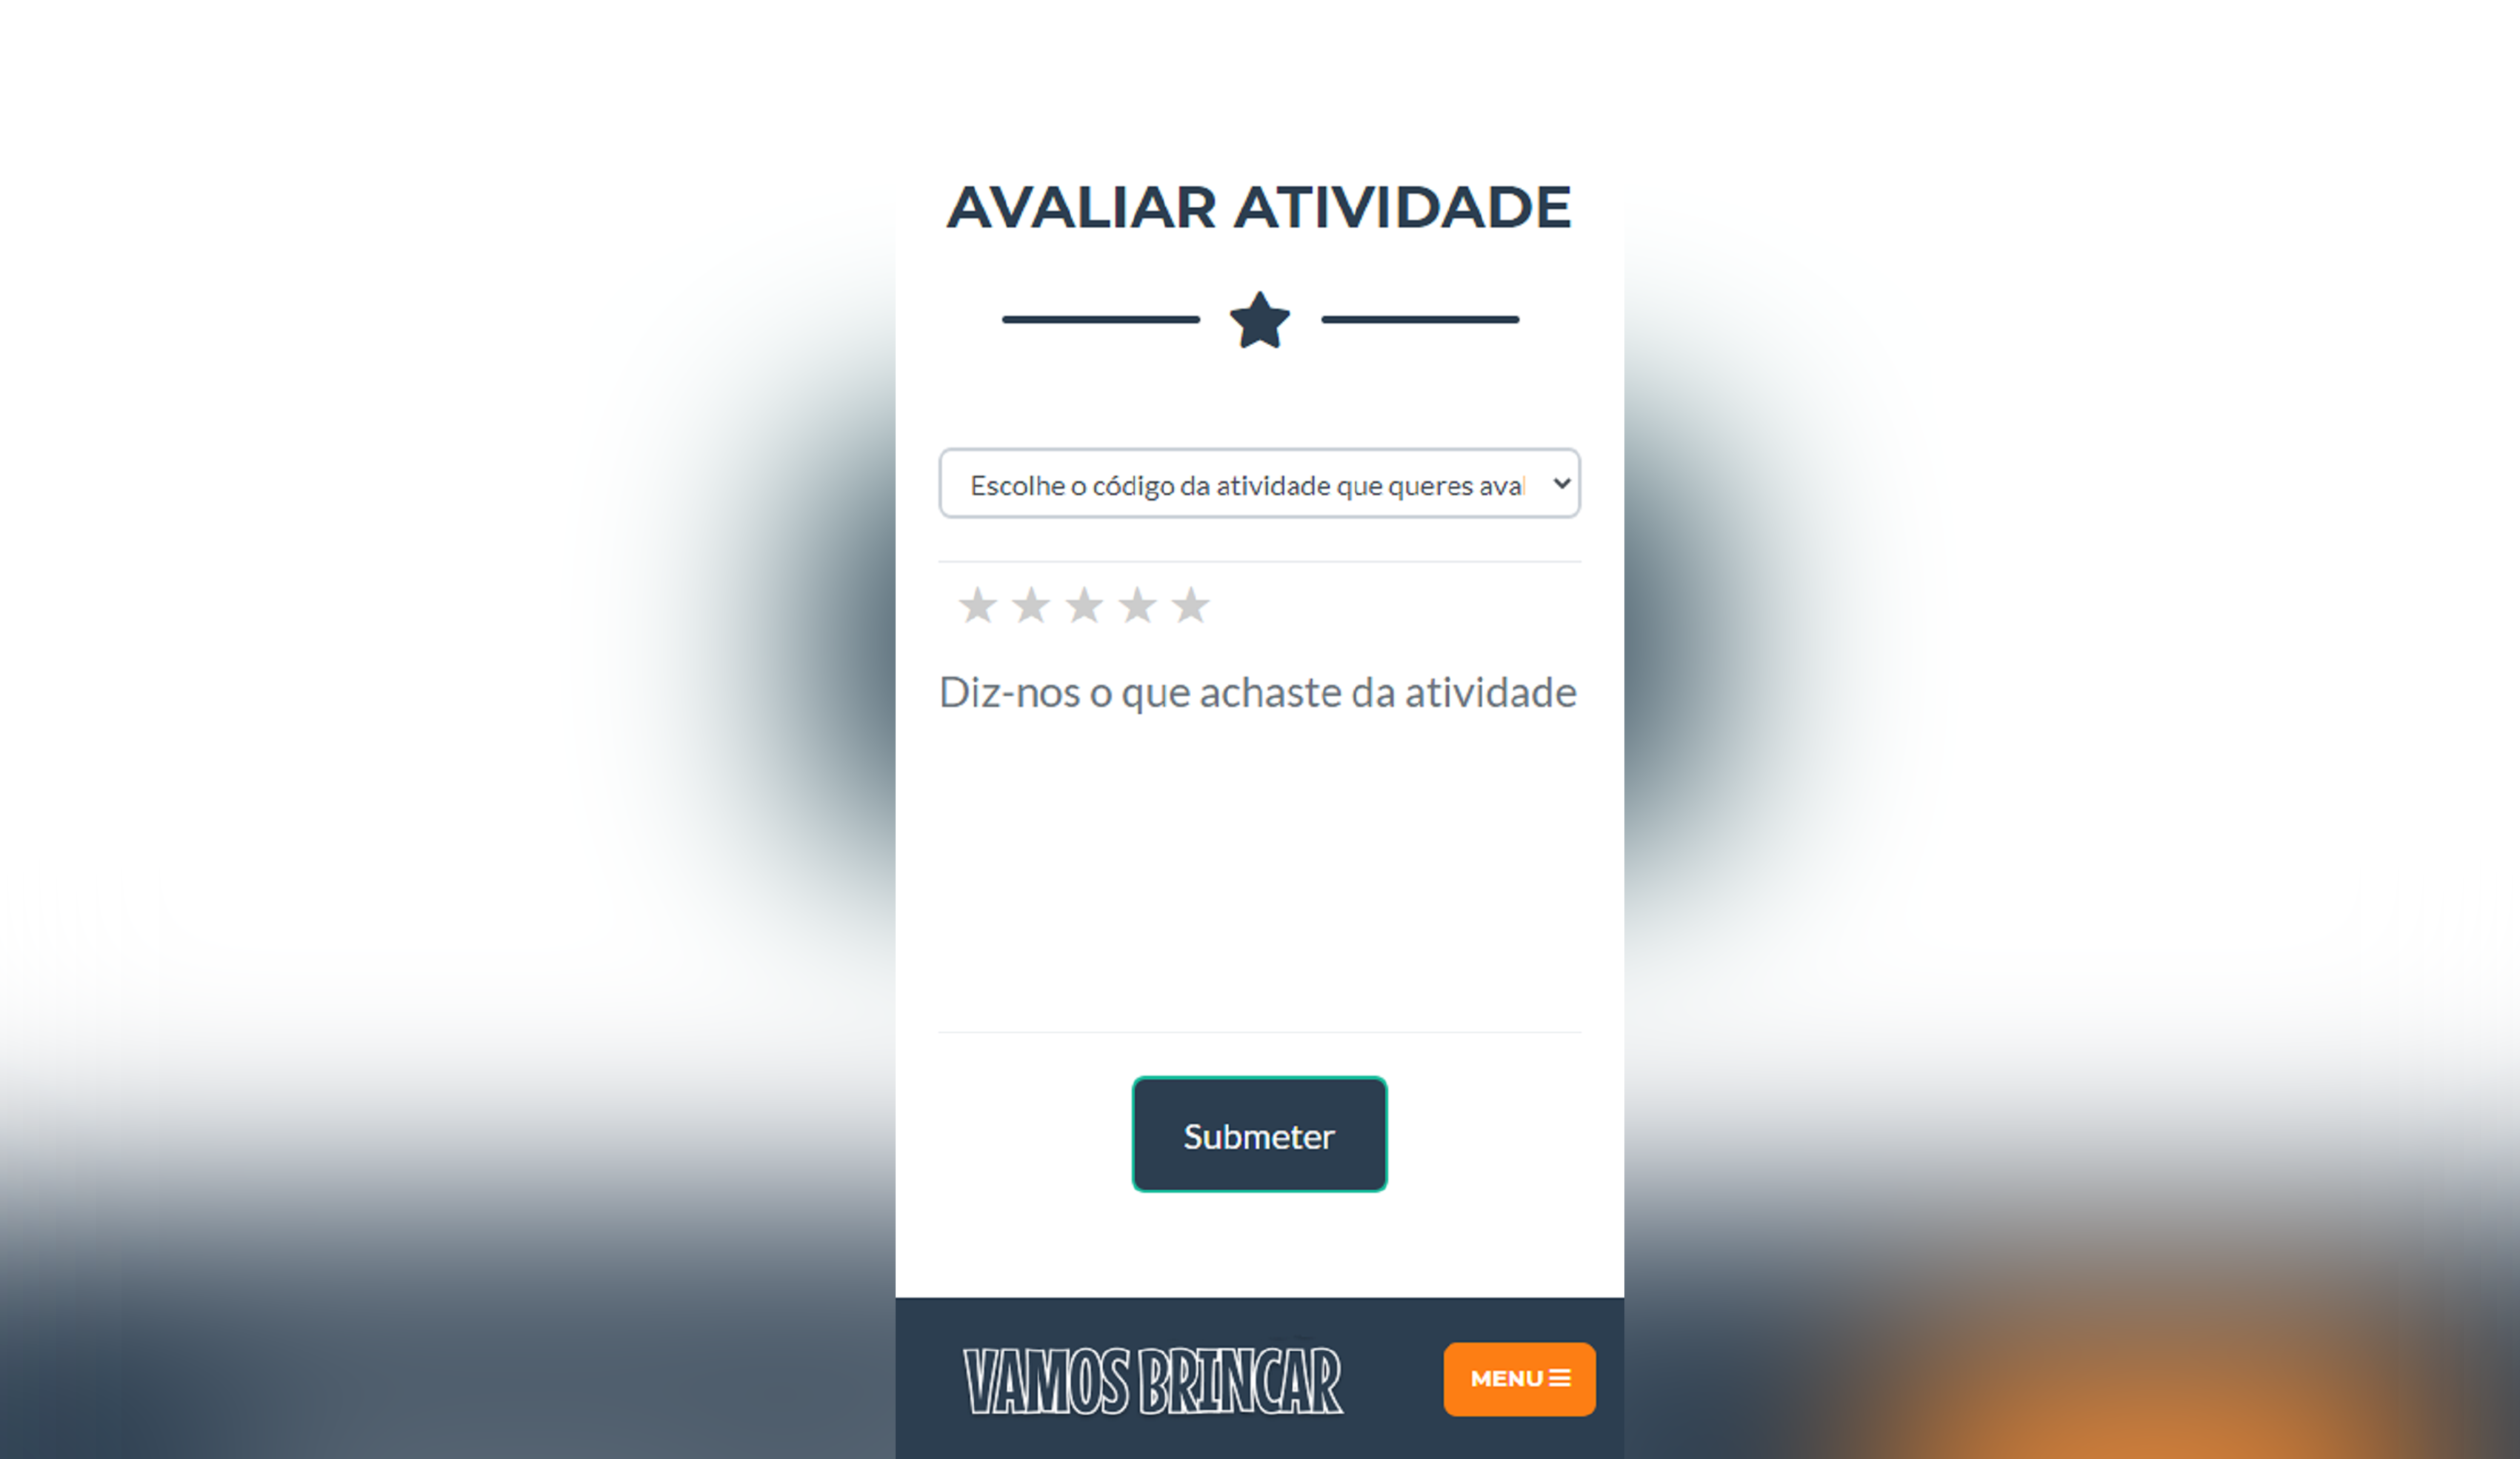 AVALIAR ATIVIDADE
Escolhe o código da atividade que queres aval
Diz-nos o que achaste da atividade
Submeter
VAMOS BRINCAR
MENU